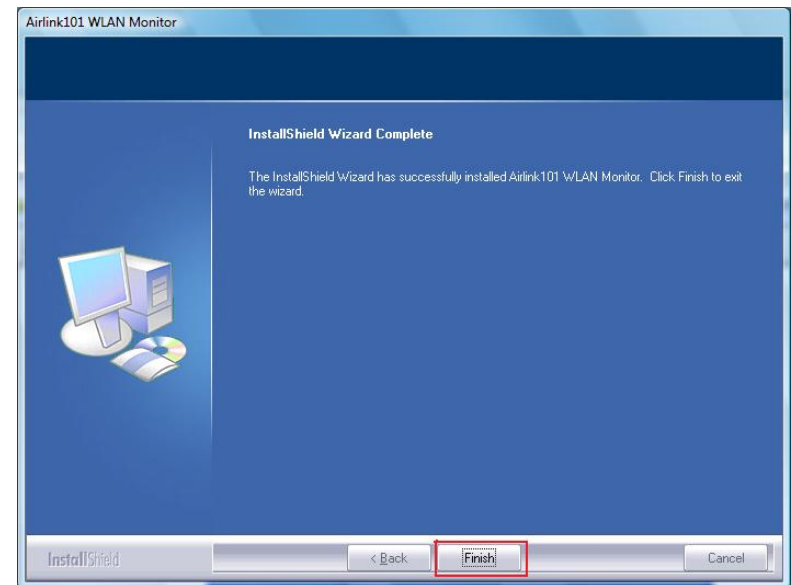 Airlink101 WLAN Monitor
InstallShield Wizard Complete
The InstallShield Wizard has successfully installed Airlink101 WLAN Monitor. Click Finish to exit
the wizard.
InstallShield
< Back
Finish
Cancel